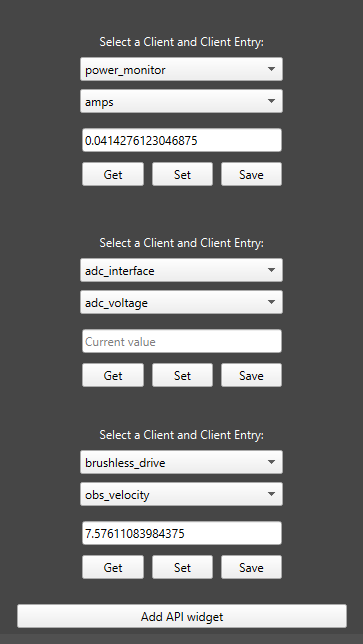 Select a Client and Client Entry:
power_monitor
amps
0.0414276123046875
Get Set Save
Select a Client and Client Entry:
adc_interface
adc_voltage
Current value
Get Set Save
Select a Client and Client Entry:
brushless_drive
obs_velocity
7.57611083984375
Get Set Save
Add API widget